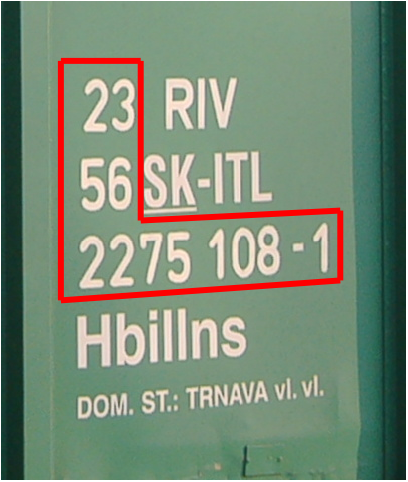 23 RIV
56 SK-ITL
2275 108-1
Hbillns
DOM. ST.: TRNAVA vl. vl.